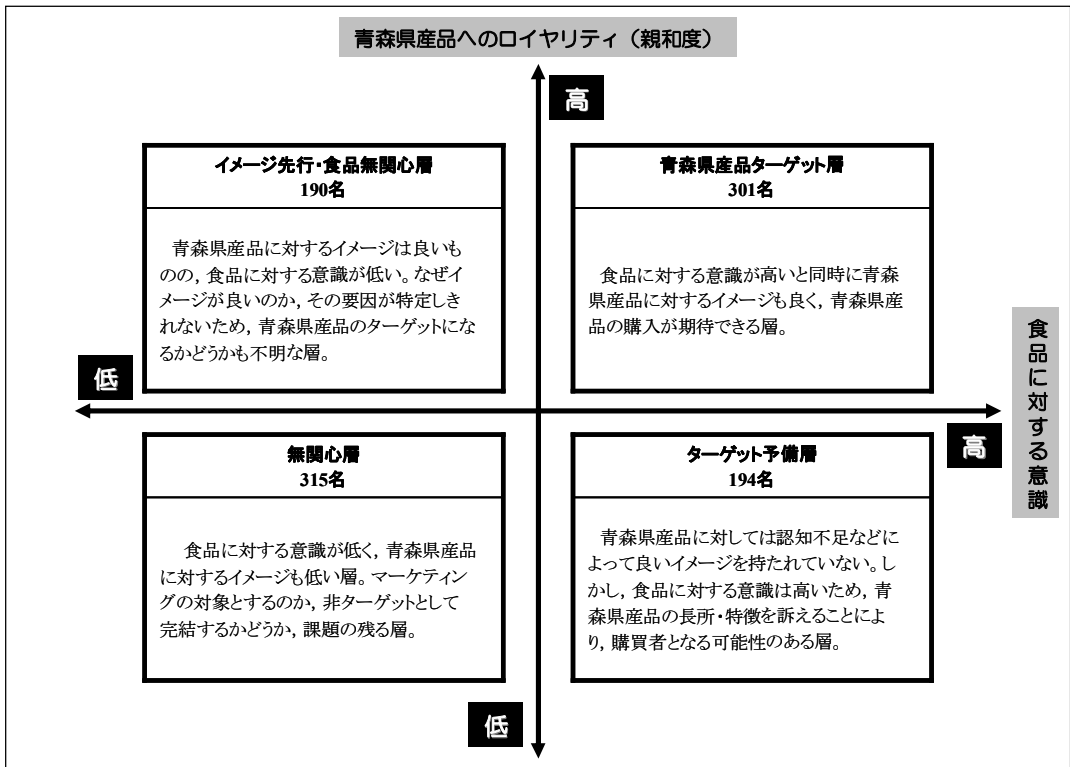 青森県産品へのロイヤリティ（親和度）
高
イメージ先行・食品無関心層
190名
青森県産品に対するイメージは良いも
のの，食品に対する意識が低い。なぜイ
メージが良いのか，その要因が特定しき
れないため，青森県産品のターゲットにな
るかどうかも不明な層。
青森県産品ターゲット層
301名
食品に対する意識が高いと同時に青森
県産品に対するイメージも良く，青森県産
品の購入が期待できる層。
低
高
食品に対する意識
無関心層
315名
食品に対する意識が低く，青森県産品
に対するイメージも低い層。マーケティン
グの対象とするのか，非ターゲットとして
完結するかどうか，課題の残る層。
ターゲット予備層
194名
青森県産品に対しては認知不足などに
よって良いイメージを持たれていない。し
かし，食品に対する意識は高いため，青
森県産品の長所・特徴を訴えることによ
り，購買者となる可能性のある層。
低